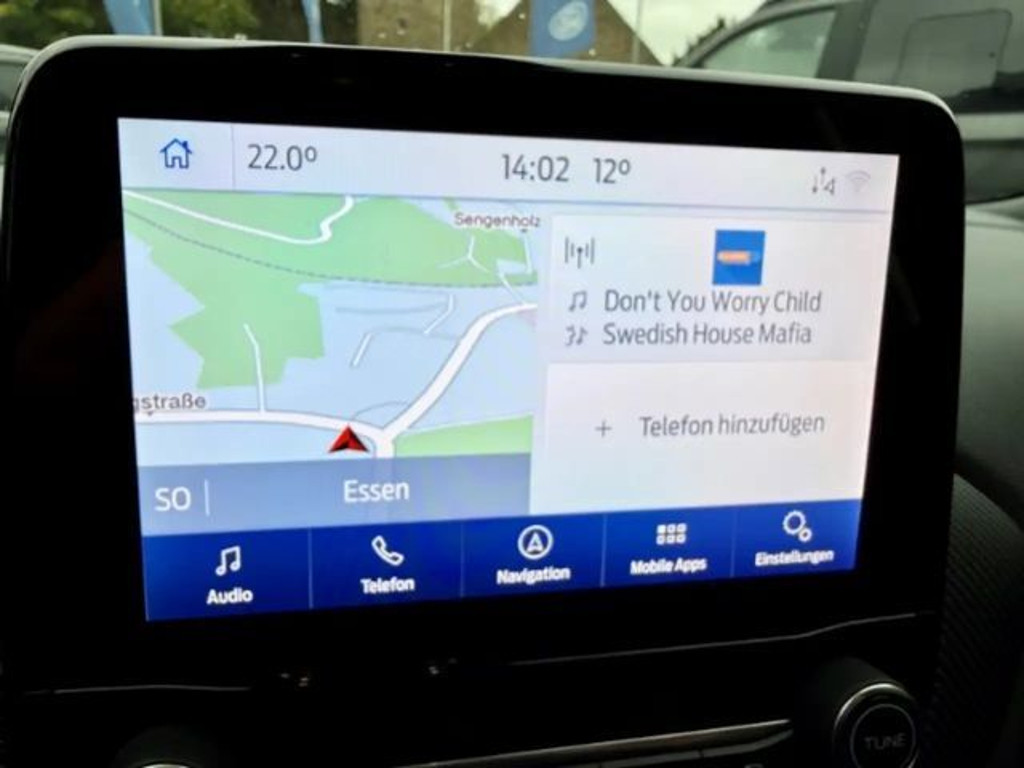 22.0°
14:02 12°
Sengenholz
Don't You Worry Child
Swedish House Mafia
gstraße
+ Telefon hinzufügen
SO | Essen
Audio
Telefon
Navigation
Mobile Apps
Einstellungen
TUNE